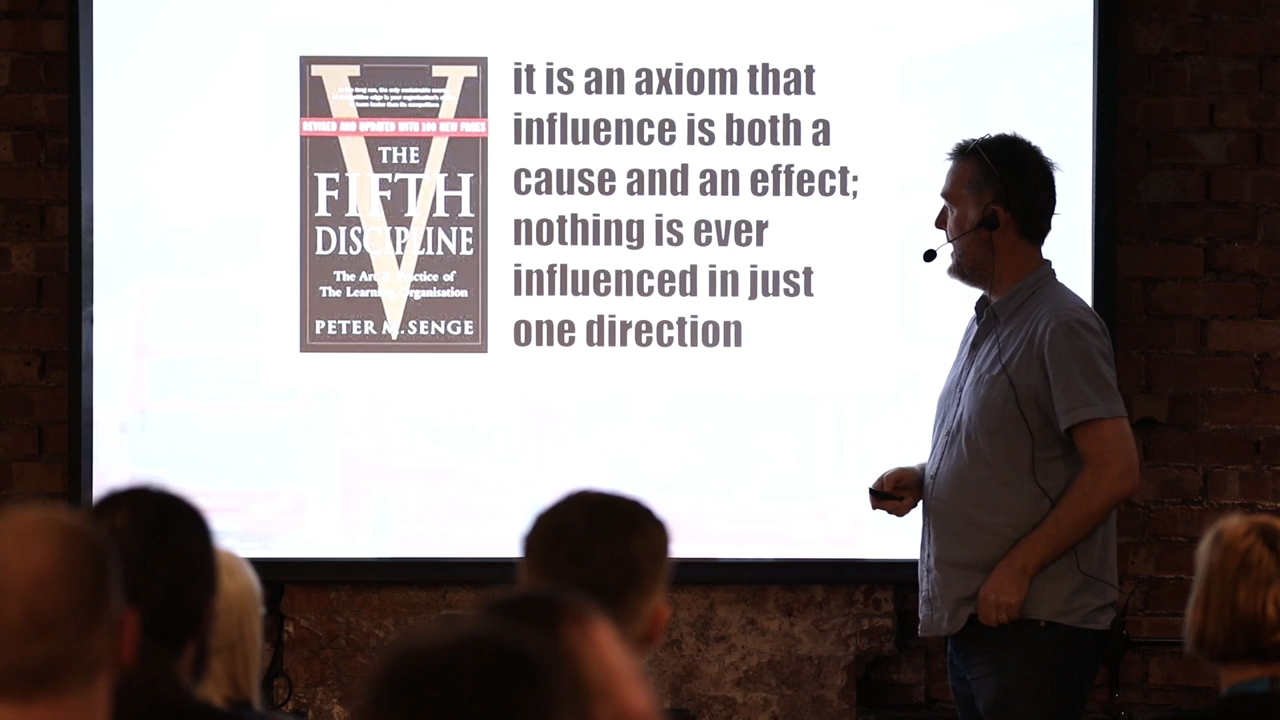 REVISED AND UPDATED WITH 100 NEW PAGES
THE
FIFTH
DISCIPLINE
The Art & Practice of
The Learning Organisation
PETER M. SENGE
it is an axiom that
influence is both a
cause and an effect;
nothing is ever
influenced in just
one direction